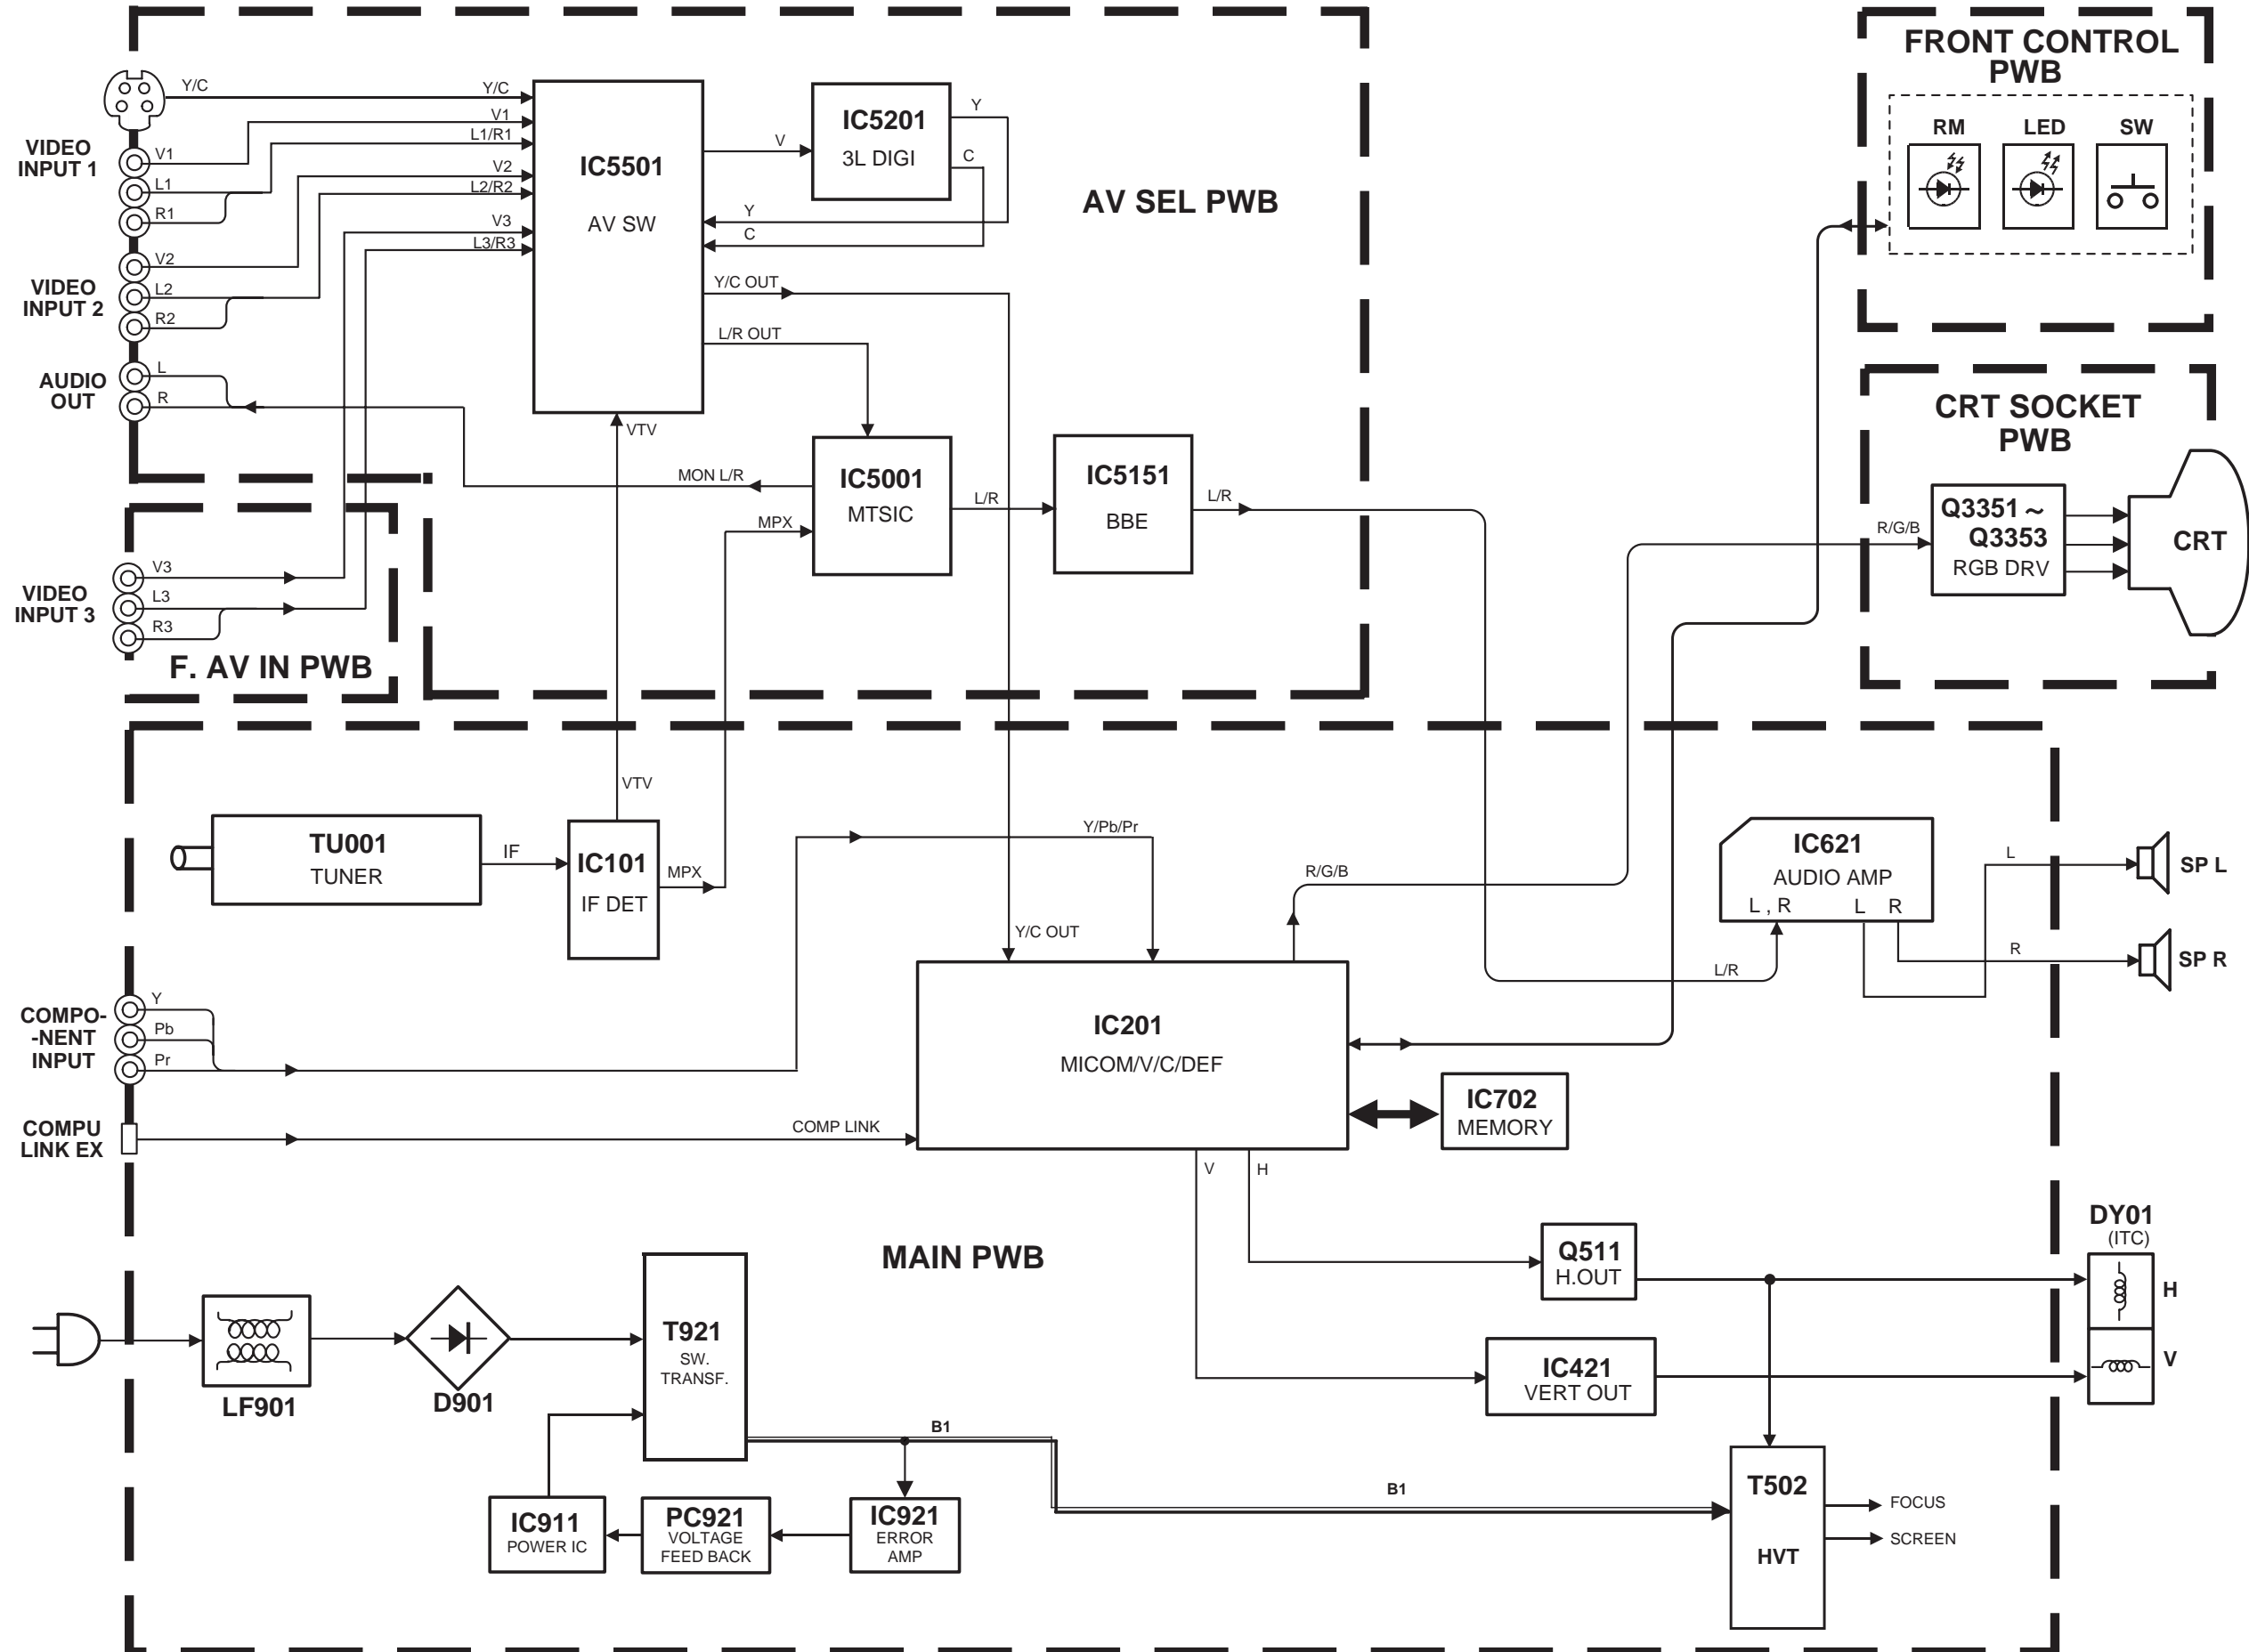 FRONT CONTROL
PWB
RM
LED
SW
Y/C
Y/C
V1
L1/R1
V2
L2/R2
V3
L3/R3
VIDEO
INPUT 1
V1
L1
R1
VIDEO
INPUT 2
V2
L2
R2
AUDIO
OUT
L
R
IC5501
AV SW
V
IC5201
3L DIGI
Y
C
Y
C
Y/C OUT
L/R OUT
AV SEL PWB
VTV
MON L/R
MPX
IC5001
MTSIC
L/R
IC5151
BBE
L/R
CRT SOCKET
PWB
R/G/B
Q3351～
Q3353
RGB DRV
CRT
VIDEO
INPUT 3
V3
L3
R3
F. AV IN PWB
VTV
TU001
TUNER
IF
IC101
IF DET
MPX
Y/Pb/Pr
Y/C OUT
R/G/B
L/R
IC621
AUDIO AMP
L , R
L
R
L
SP L
R
SP R
COMPO-
-NENT
INPUT
Y
Pb
Pr
COMPU
LINK EX
COMP LINK
IC201
MICOM/V/C/DEF
IC702
MEMORY
V
H
MAIN PWB
Q511
H.OUT
IC421
VERT OUT
DY01
(ITC)
H
V
LF901
D901
T921
SW.
TRANSF.
B1
B1
IC911
POWER IC
PC921
VOLTAGE
FEED BACK
IC921
ERROR
AMP
T502
HVT
FOCUS
SCREEN